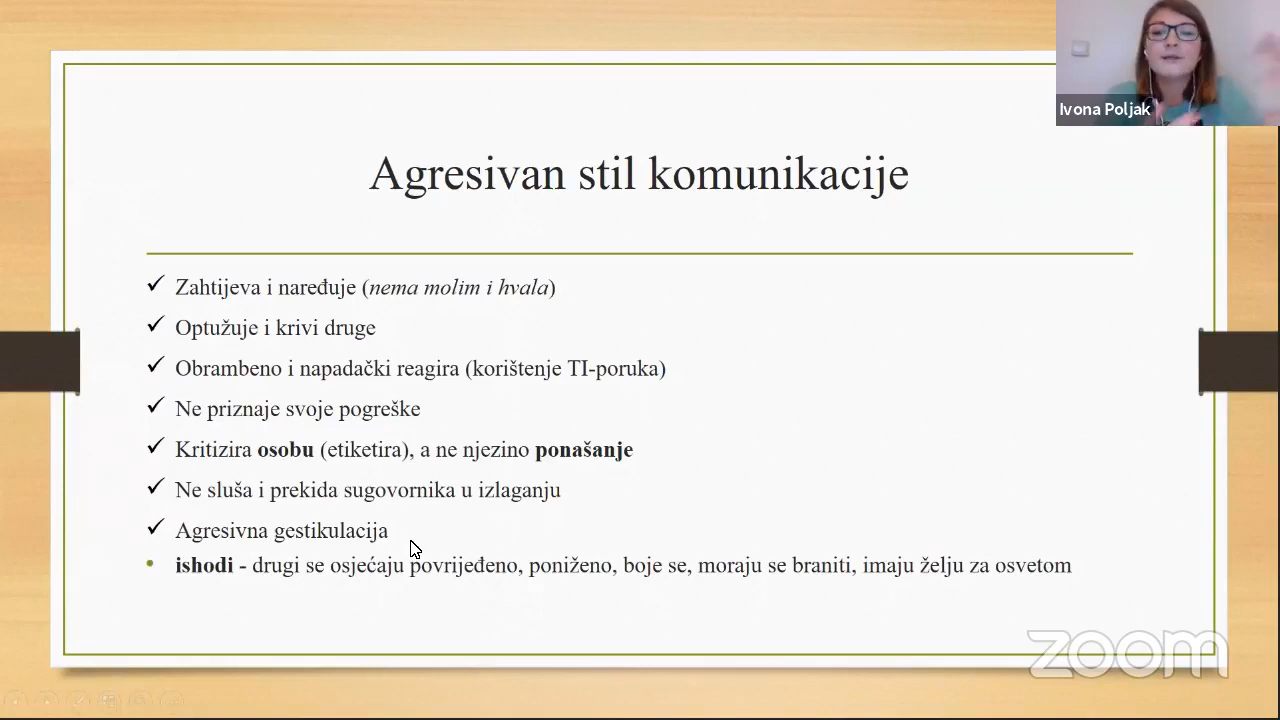 Ivona Poljak
Agresivan stil komunikacije
Zahtijeva i naređuje (nema molim i hvala)
Optužuje i krivi druge
Obrambeno i napadački reagira (korištenje TI-poruka)
Ne priznaje svoje pogreške
Kritizira osobu (etiketira), a ne njezino ponašanje
Ne sluša i prekida sugovornika u izlaganju
Agresivna gestikulacija
ishodi - drugi se osjećaju povrijeđeno, poniženo, boje se, moraju se braniti, imaju želju za osvetom
zoom